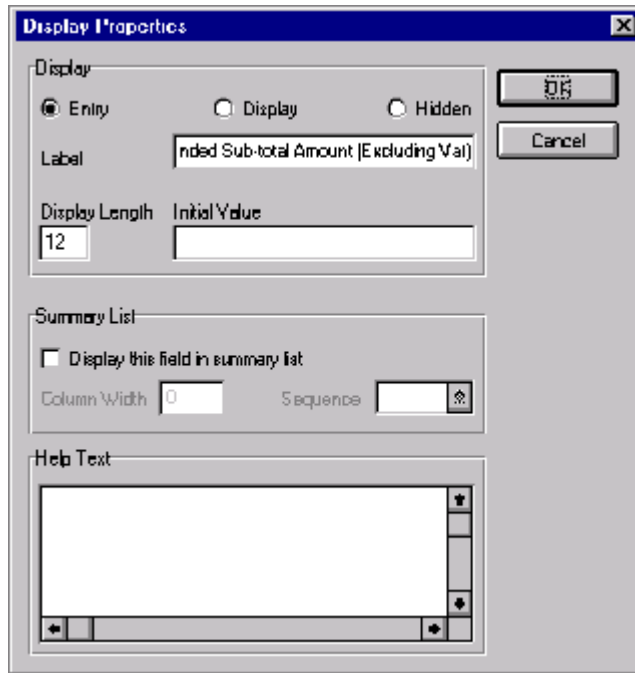 Display Properties
Display
Entry Display Hidden
OK
Label nded Sub-total Amount (Excluding Vat)
Cancel
Display Length Initial Value
12
Summary List
Display this field in summary list
Column Width 0 Sequence
Help Text